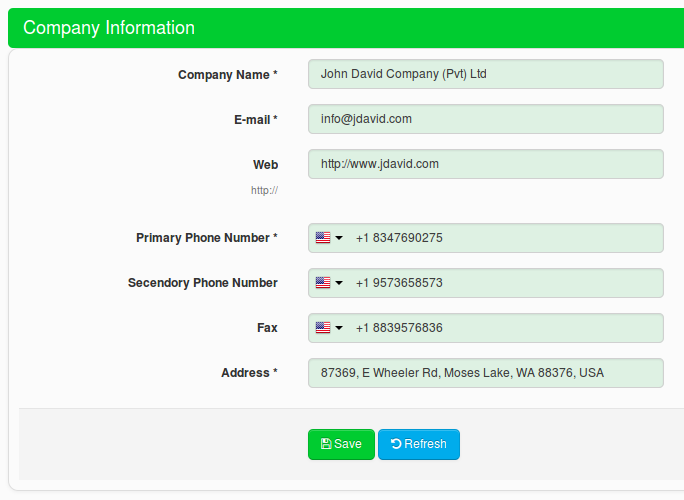 Company Information
Company Name * John David Company (Pvt) Ltd
E-mail * info@jdavid.com
Web http://www.jdavid.com
http://
Primary Phone Number * +1 8347690275
Secendory Phone Number +1 9573658573
Fax +1 8839576836
Address * 87369, E Wheeler Rd, Moses Lake, WA 88376, USA
Save Refresh